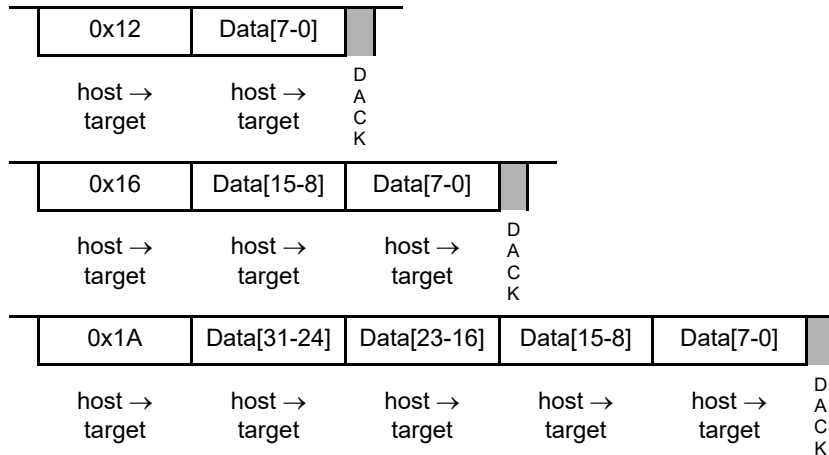 0x12 Data[7-0]
host → host →
target target
D
A
C
K
0x16 Data[15-8] Data[7-0]
host → host → host →
target target target
D
A
C
K
0x1A Data[31-24] Data[23-16] Data[15-8] Data[7-0]
host → host → host → host → host →
target target target target target
D
A
C
K